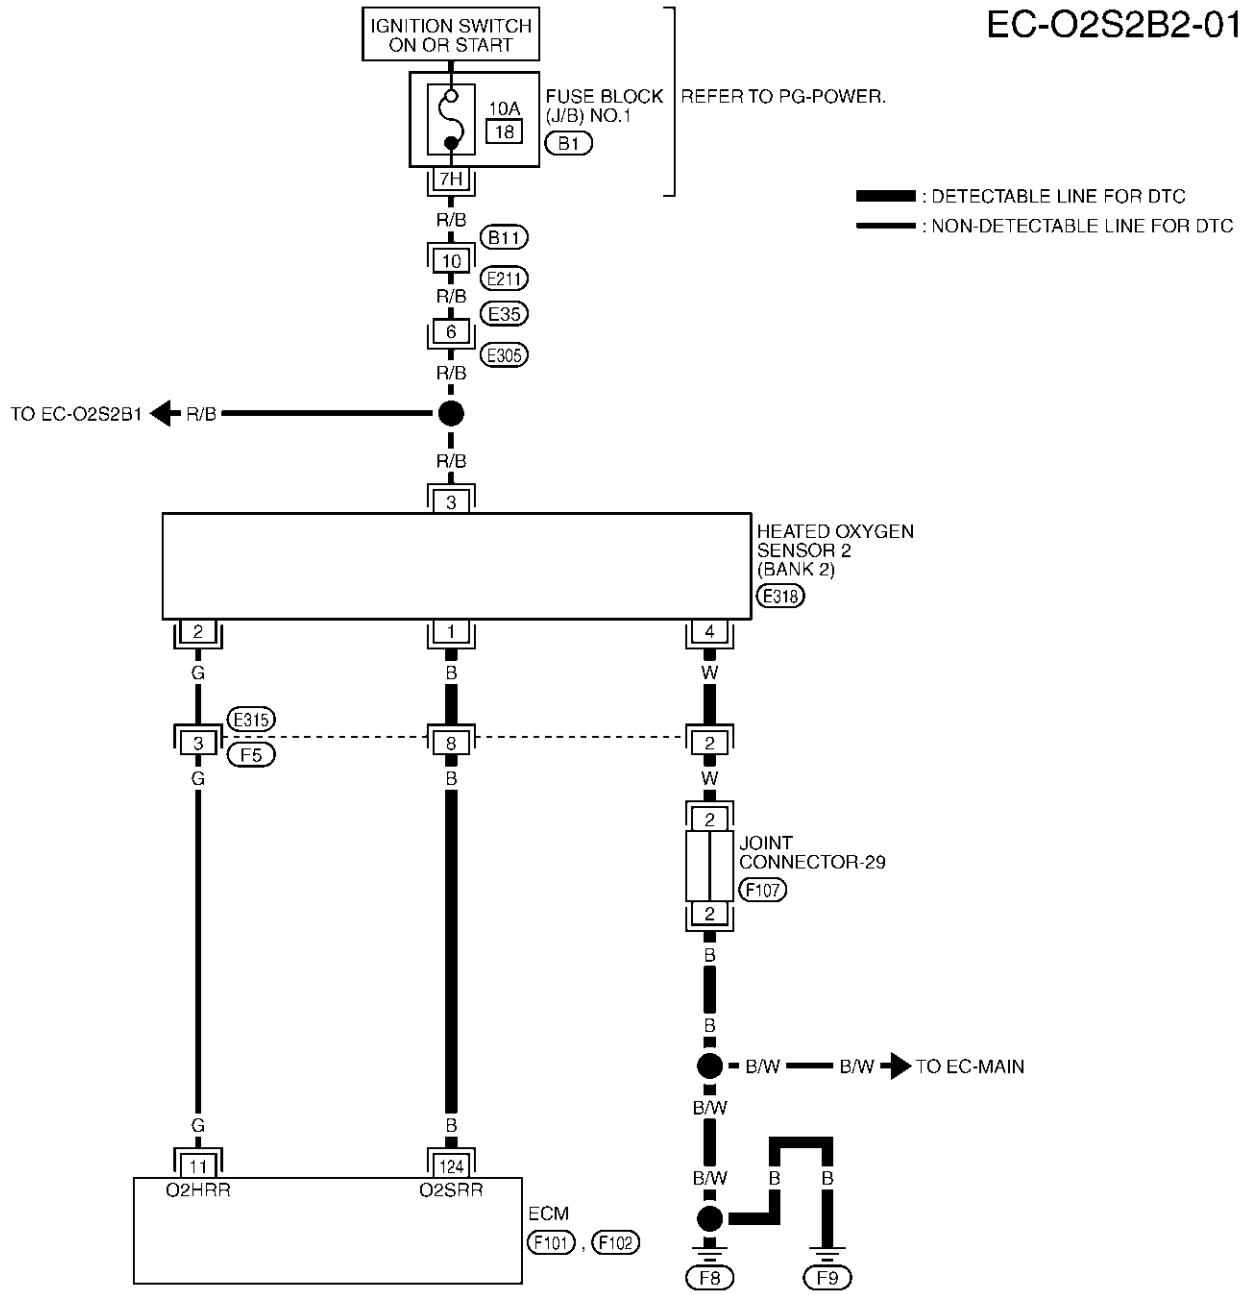 EC-O2S2B2-01
IGNITION SWITCH
ON OR START
FUSE BLOCK
(J/B) NO.1
B1
REFER TO PG-POWER.
10A
18
7H
: DETECTABLE LINE FOR DTC
: NON-DETECTABLE LINE FOR DTC
R/B
B11
10
E211
R/B
E35
6
E305
R/B
TO EC-O2S2B1
R/B
R/B
3
HEATED OXYGEN
SENSOR 2
(BANK 2)
E318
2
1
4
G
B
W
E315
3
8
2
F5
G
B
W
2
JOINT
CONNECTOR-29
F107
2
B
B
B/W
B/W
TO EC-MAIN
B/W
G
B
11
124
O2HRR
O2SRR
B/W
B
B
ECM
F101 , F102
F8
F9